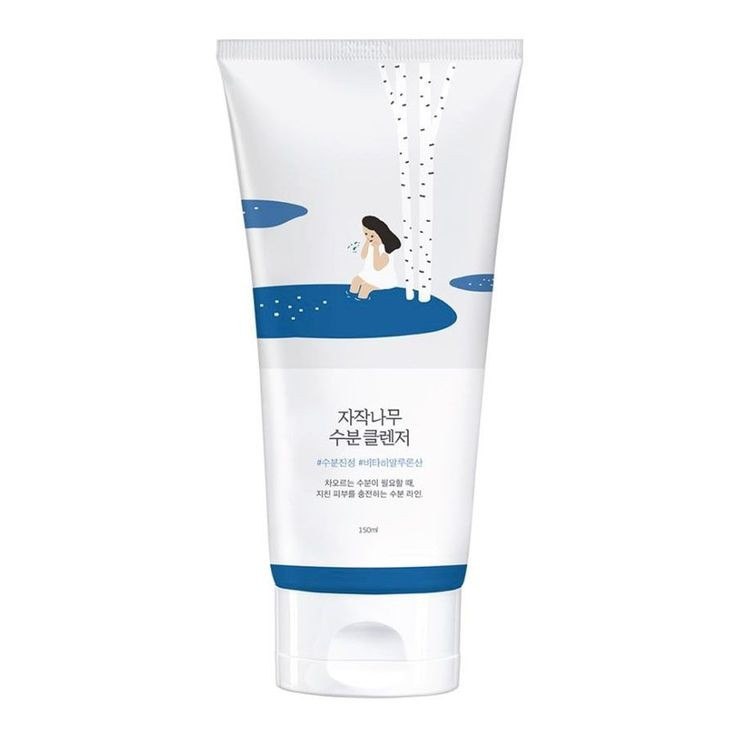 자작나무
수분 클렌저
#수분진정 #비타히알루론산
차오르는 수분이 필요할 때,
지친 피부를 충전하는 수분 라인.
150ml